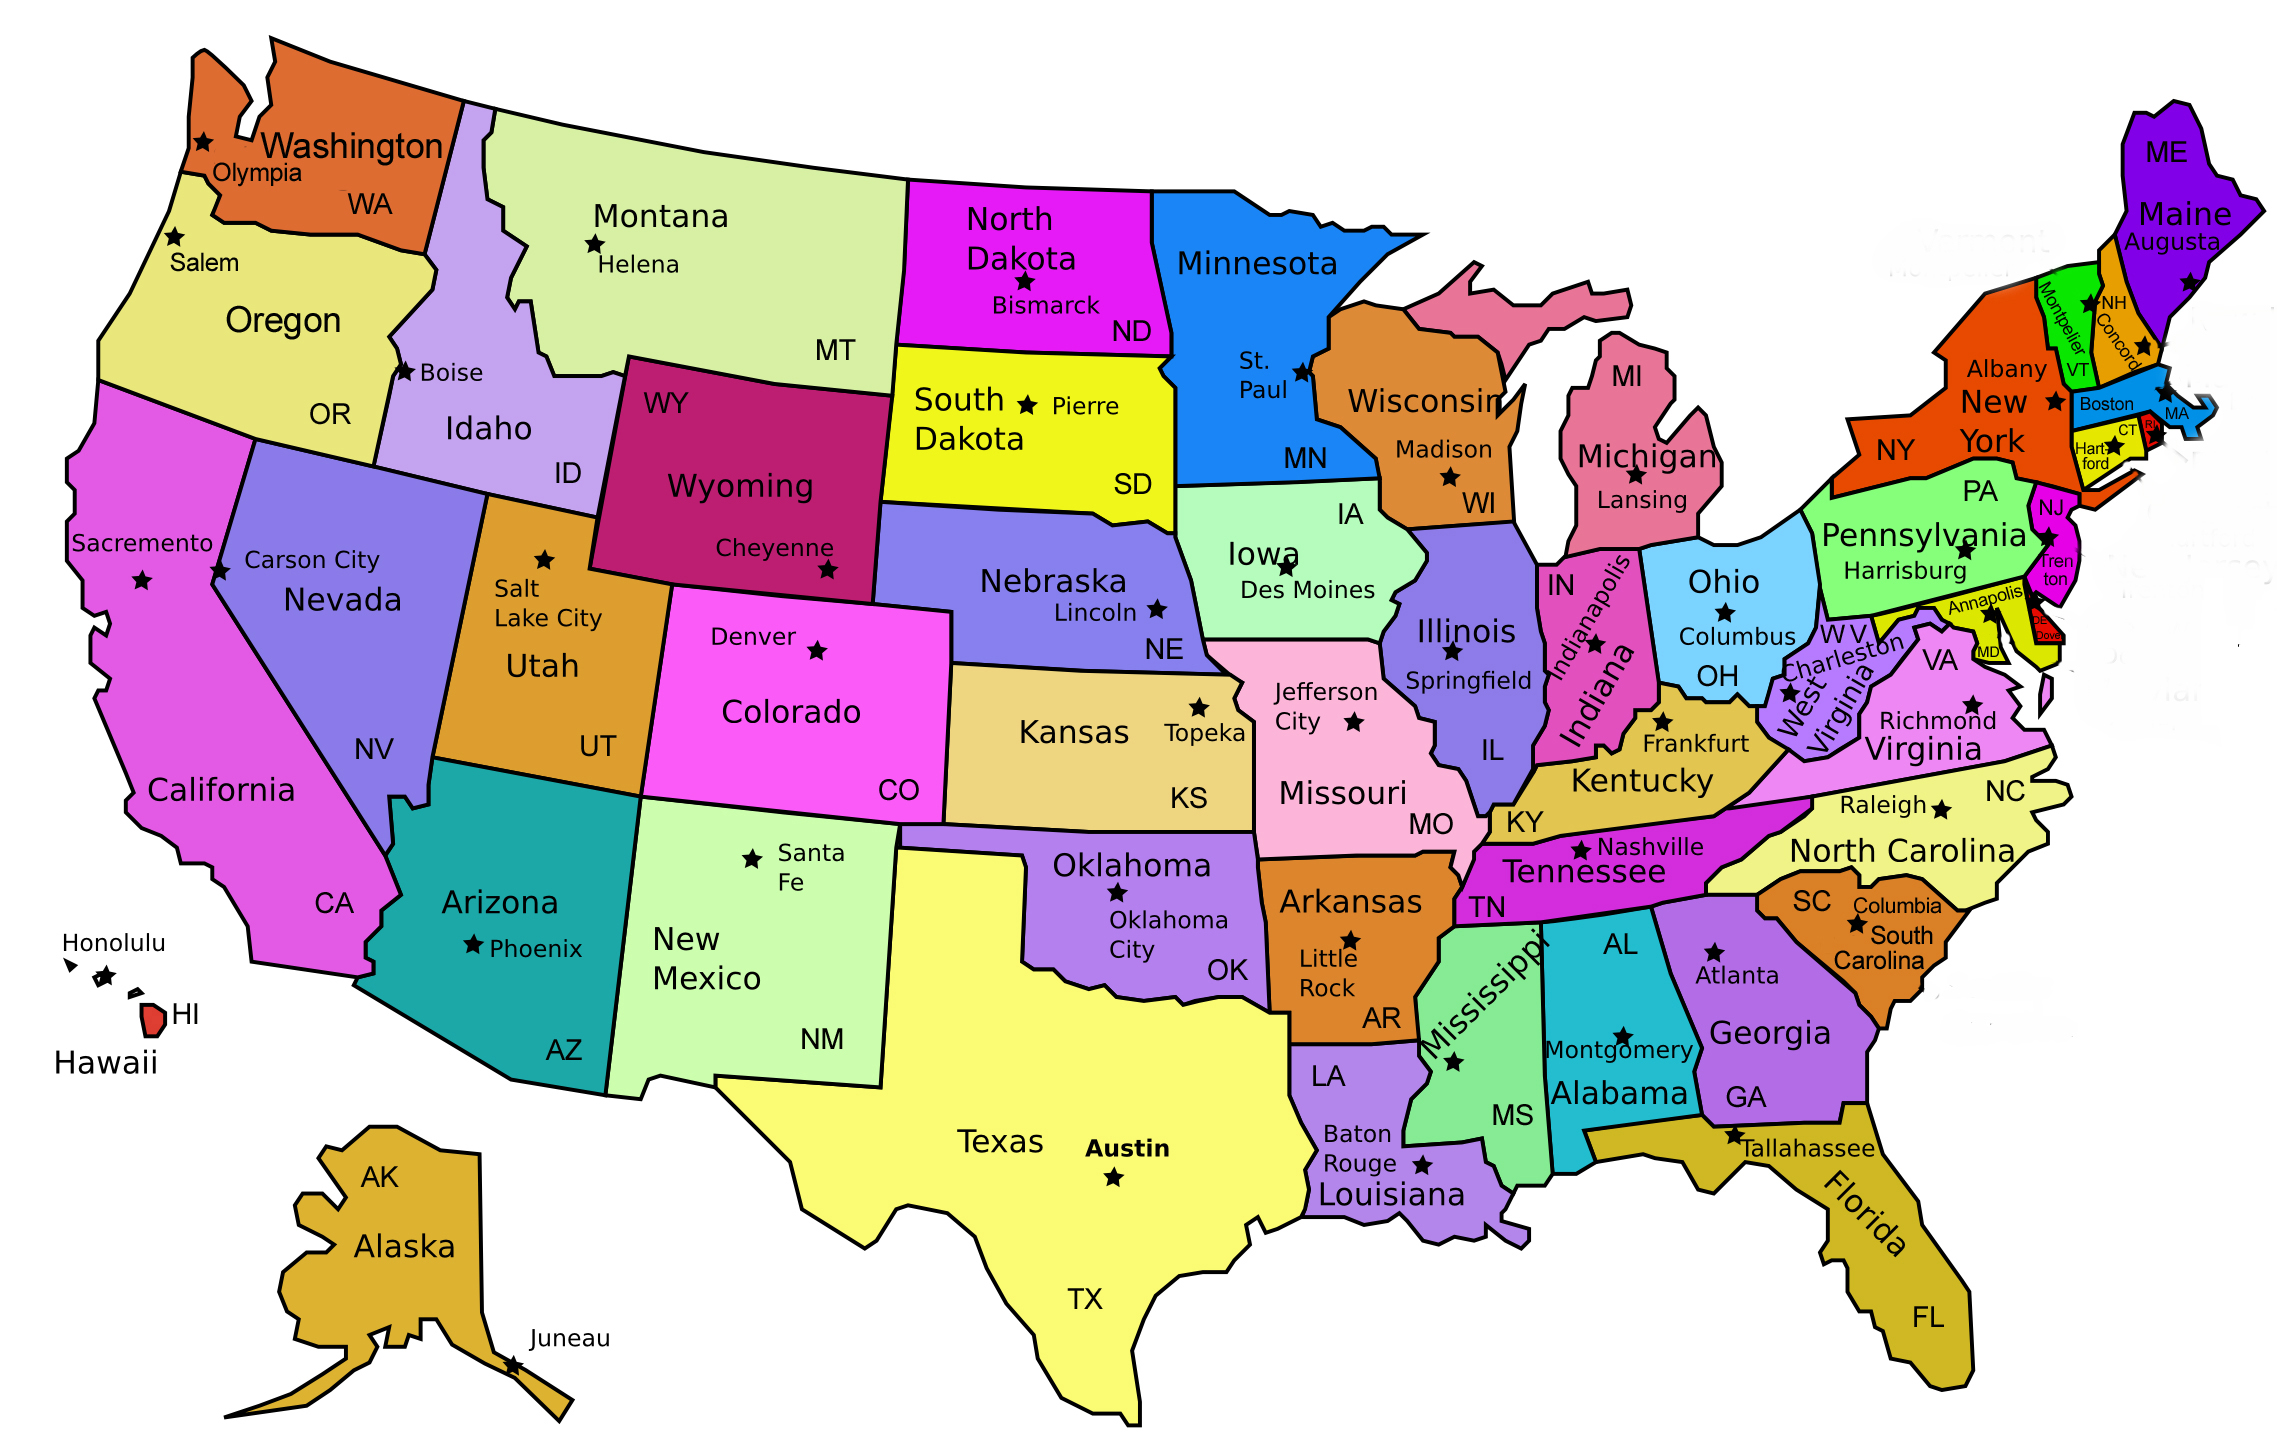 Washington
Olympia
WA
Salem
Oregon
OR
Boise
Idaho
ID
Montana
Helena
MT
North
Dakota
Bismarck
ND
Minnesota
St.
Paul
MN
South
Dakota
Pierre
SD
WY
Wyoming
Cheyenne
Wisconsin
Madison
WI
MI
Michigan
Lansing
ME
Maine
Augusta
NH
Concord
Montpelier
VT
Albany
New
York
NY
Boston
MA
CT
Hart-
ford
RI
PA
Pennsylvania
Harrisburg
NJ
Tren
ton
Annapolis
MD
DE
Dove
Sacremento
California
CA
Carson City
Nevada
NV
Salt
Lake City
Utah
UT
Denver
Colorado
CO
Nebraska
Lincoln
NE
IA
Iowa
Des Moines
Illinois
Springfield
IL
IN
Indianapolis
Indiana
Ohio
Columbus
OH
WV
Charleston
West
Virginia
VA
Richmond
Virginia
Kansas
Topeka
KS
Jefferson
City
Missouri
MO
Frankfurt
Kentucky
KY
Raleigh
NC
North Carolina
Nashville
Tennessee
TN
Arizona
Phoenix
AZ
Santa
Fe
New
Mexico
NM
Oklahoma
Oklahoma
City
OK
Arkansas
Little
Rock
AR
SC
Columbia
South
Carolina
Mississippi
MS
AL
Montgomery
Alabama
Atlanta
Georgia
GA
Honolulu
HI
Hawaii
Texas
Austin
TX
LA
Baton
Rouge
Louisiana
Tallahassee
Florida
FL
AK
Alaska
Juneau